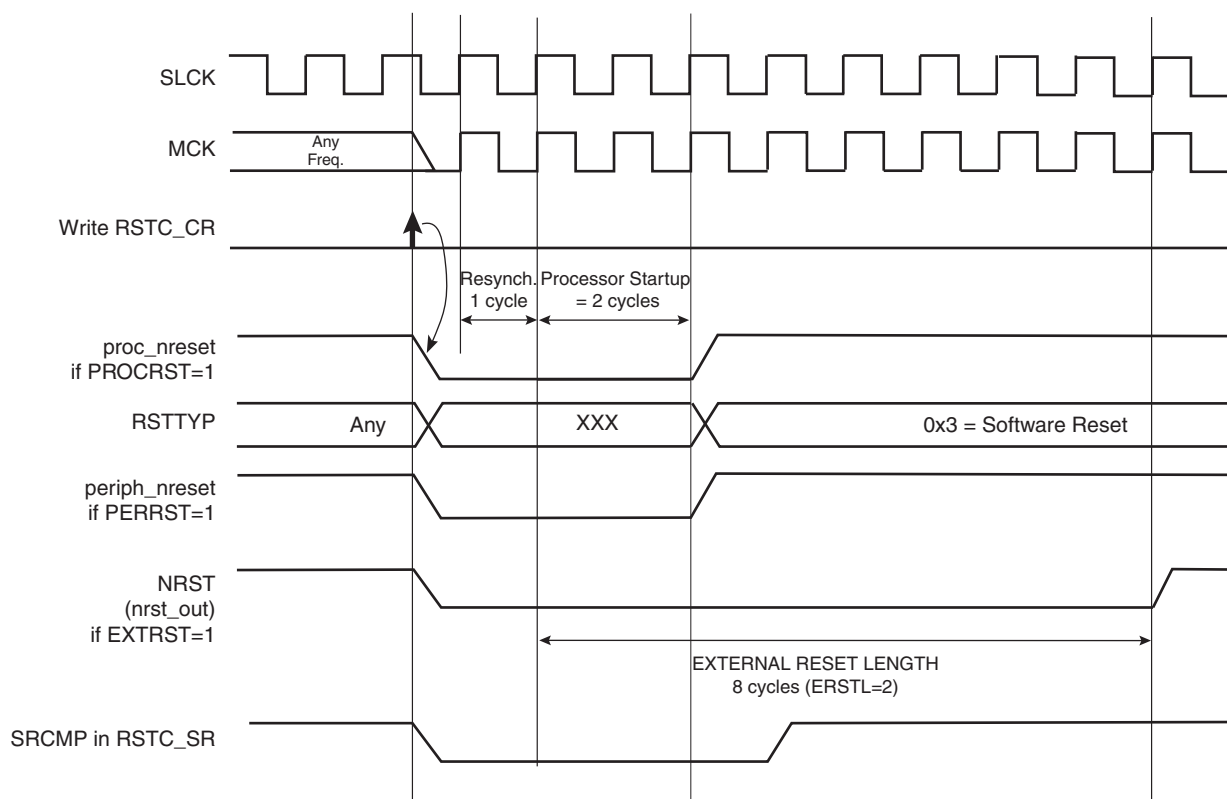 SLCK
MCK
Any
Freq.
Write RSTC_CR
Resynch.
1 cycle
Processor Startup
= 2 cycles
proc_nreset
if PROCRST=1
RSTTYP
Any
XXX
0x3 = Software Reset
periph_nreset
if PERRST=1
NRST
(nrst_out)
if EXTRST=1
EXTERNAL RESET LENGTH
8 cycles (ERSTL=2)
SRCMP in RSTC_SR